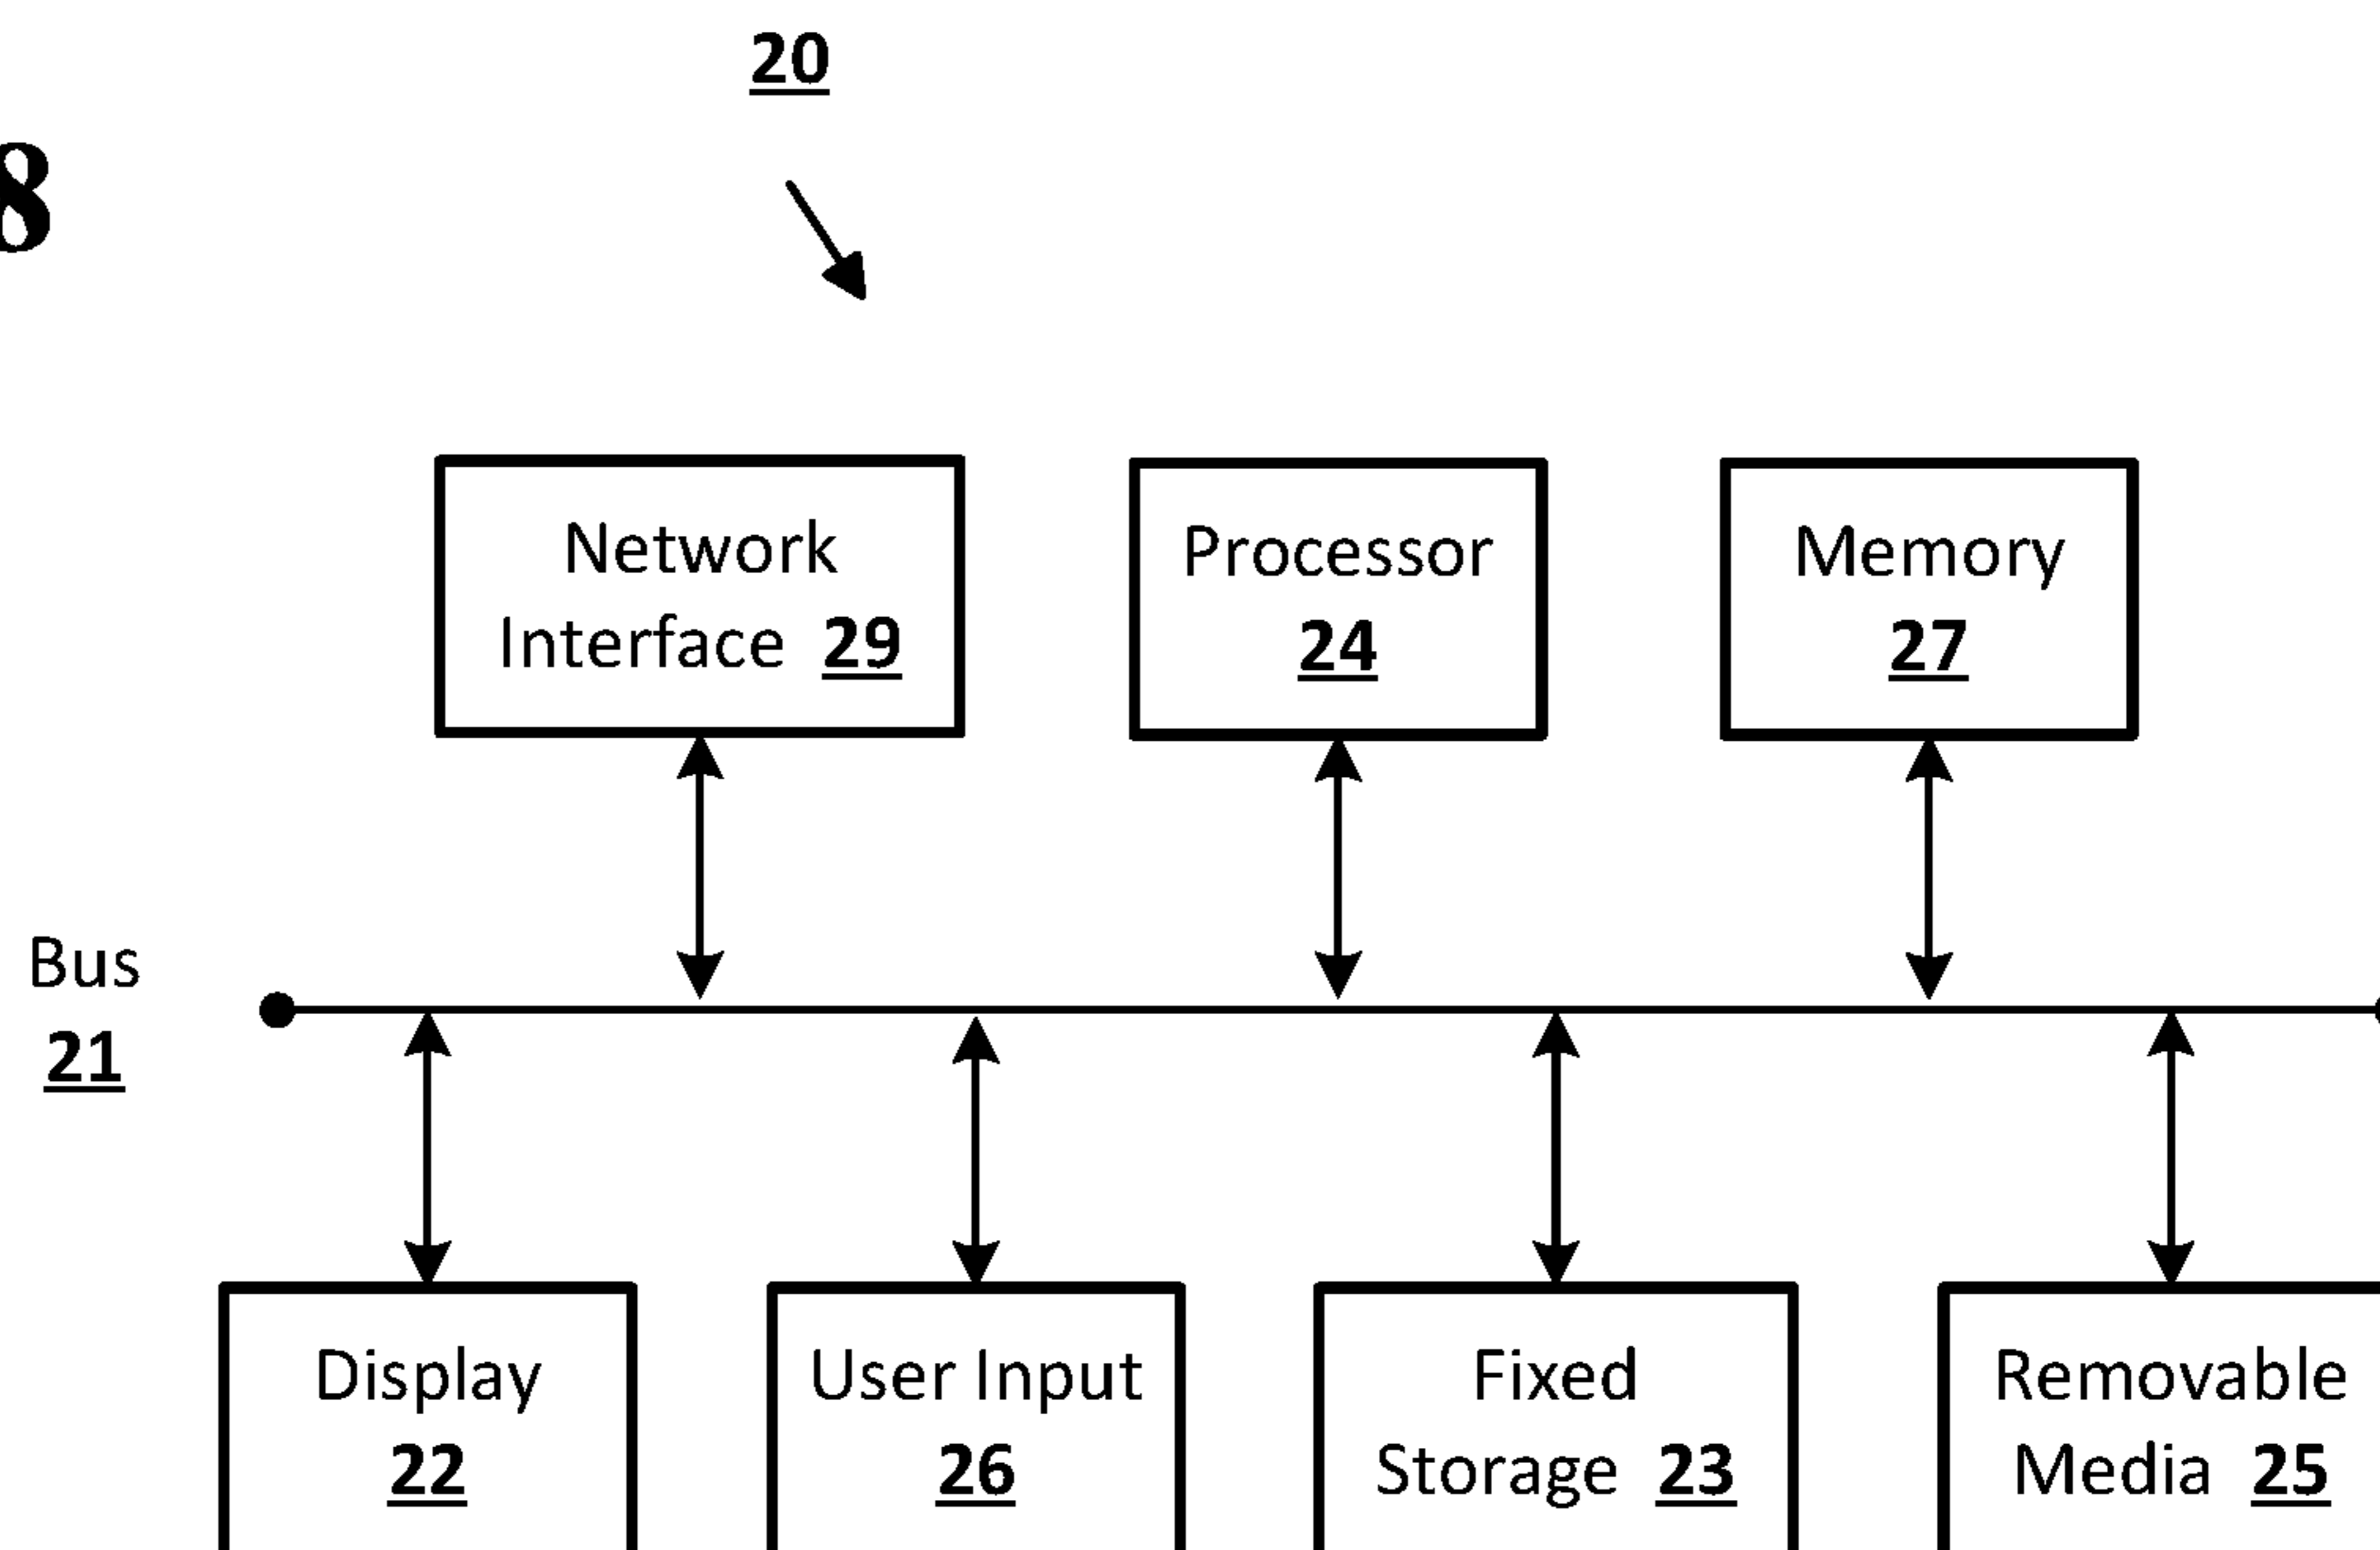 20
8
Network
Interface 29
Processor
24
Memory
27
Bus
21
Display
22
User Input
26
Fixed
Storage 23
Removable
Media 25